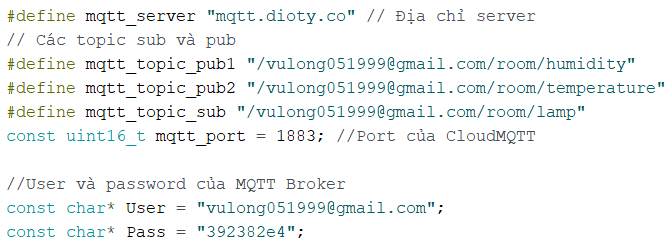 #define mqtt_server "mqtt.dioty.co" // Địa chỉ server
// Các topic sub và pub
#define mqtt_topic_pub1 "/vulong051999@gmail.com/room/humidity"
#define mqtt_topic_pub2 "/vulong051999@gmail.com/room/temperature"
#define mqtt_topic_sub "/vulong051999@gmail.com/room/lamp"
const uint16_t mqtt_port = 1883; //Port của CloudMQTT
//User và password của MQTT Broker
const char* User = "vulong051999@gmail.com";
const char* Pass = "392382e4";